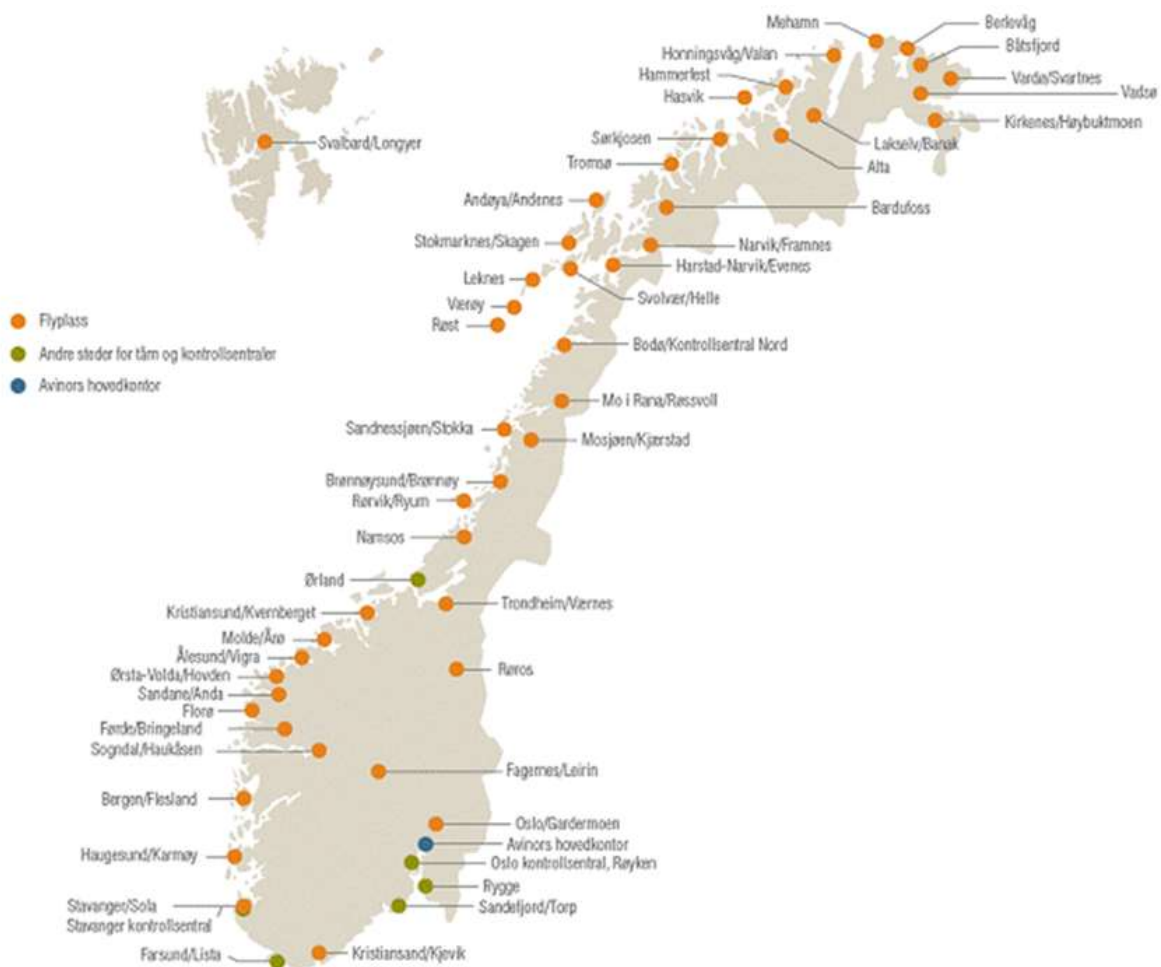 Mehamn
Berlevåg
Honningsvåg/Valan
Båtsfjord
Hammerfest
Vardø/Svartnes
Hasvik
Vadsø
Kirkenes/Høybuktmoen
Sørkjosen
Lakselv/Banak
Svalbard/Longyer
Tromsø
Alta
Andøya/Andenes
Bardufoss
Stokmarknes/Skagen
Narvik/Framnes
Harstad-Narvik/Evenes
Leknes
Svolvær/Helle
Værøy
Røst
Flyplass
Andre steder for tårn og kontrollsentraler
Avinors hovedkontor
Bodø/Kontrollsentral Nord
Mo i Rana/Røssvoll
Sandnessjøen/Stokka
Mosjøen/Kjærstad
Brønnøysund/Brønnøy
Rørvik/Ryum
Namsos
Ørland
Trondheim/Værnes
Kristiansund/Kvernberget
Molde/Årø
Ålesund/Vigra
Røros
Ørsta-Volda/Hovden
Sandane/Anda
Florø
Førde/Bringeland
Sogndal/Haukåsen
Fagernes/Leirin
Bergen/Flesland
Oslo/Gardermoen
Avinors hovedkontor
Haugesund/Karmøy
Oslo kontrollsentral, Røyken
Rygge
Stavanger/Sola
Sandefjord/Torp
Stavanger kontrollsentral
Farsund/Lista
Kristiansand/Kjevik